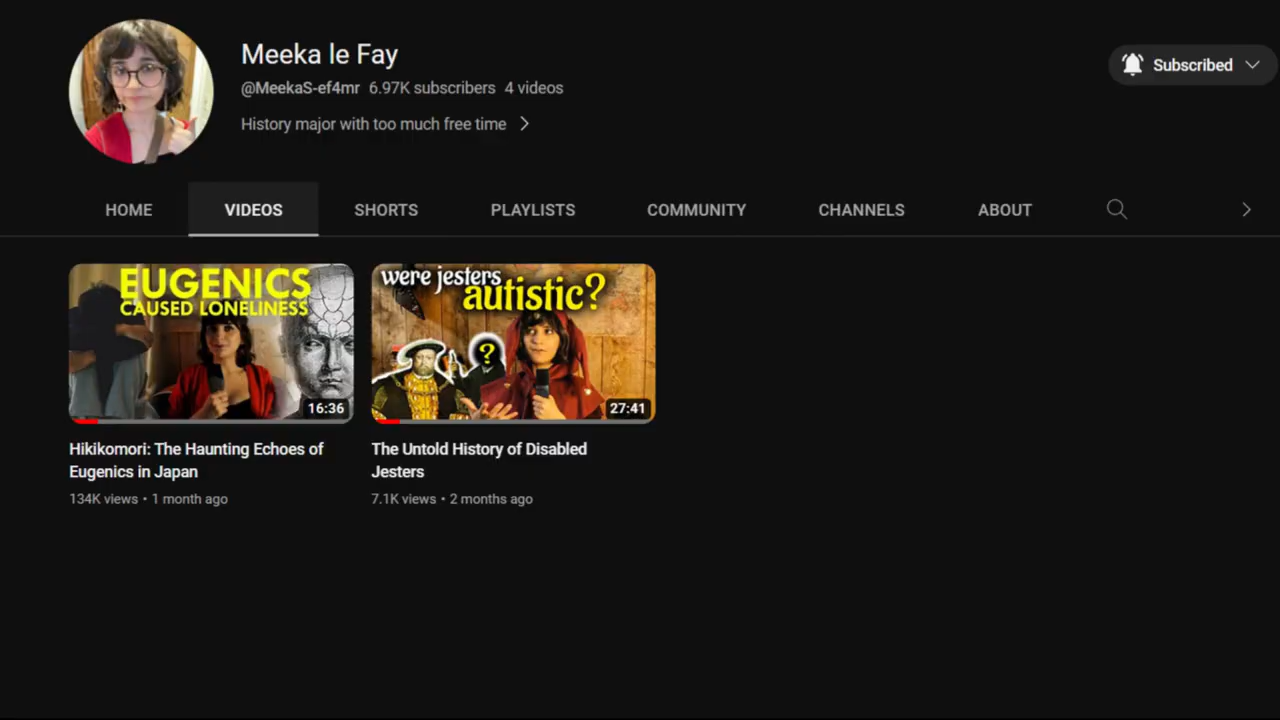 Meeka le Fay
@MeekaS-ef4mr 6.97K subscribers 4 videos
History major with too much free time
Subscribed
HOME VIDEOS SHORTS PLAYLISTS COMMUNITY CHANNELS ABOUT
EUGENICS
CAUSED LONELINESS
16:36
were jesters
autistic?
?
27:41
Hikikomori: The Haunting Echoes of
Eugenics in Japan
134K views • 1 month ago
The Untold History of Disabled
Jesters
7.1K views • 2 months ago